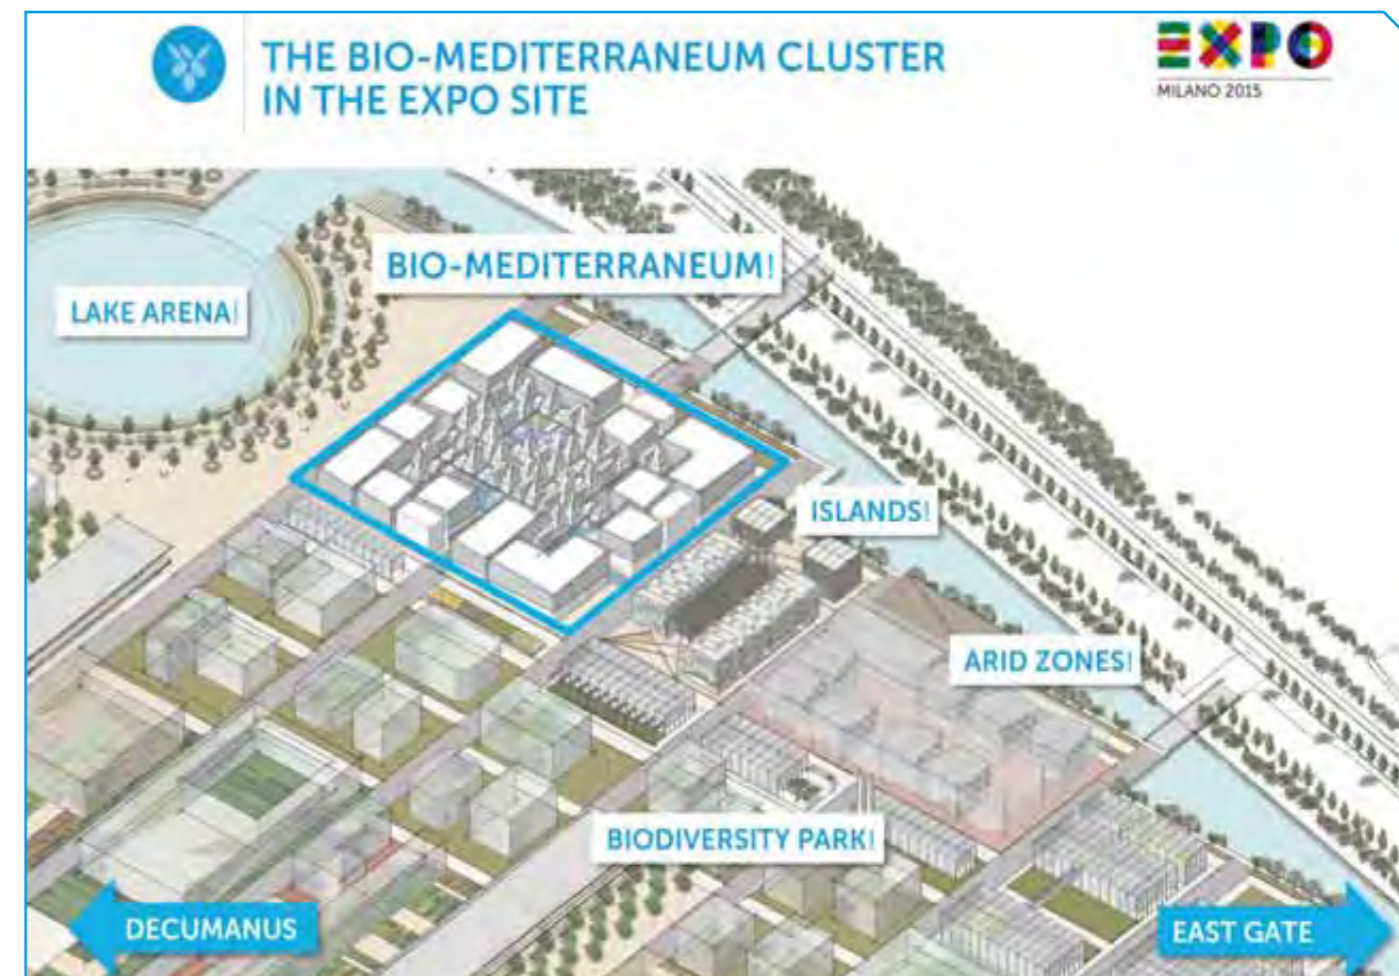 THE BIO-MEDITERRANEUM CLUSTER
IN THE EXPO SITE
EXPO
MILANO 2015
BIO-MEDITERRANEUM!
LAKE ARENA!
ISLANDS!
ARID ZONES!
BIODIVERSITY PARK!
DECUMANUS
EAST GATE